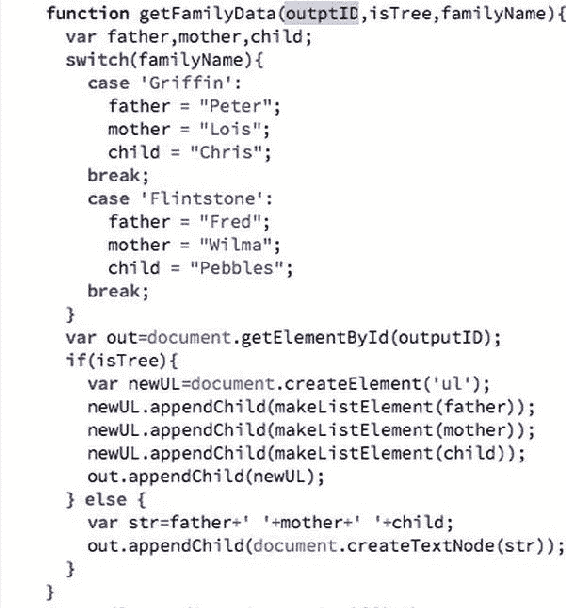 function getFamilyData(outptID,isTree,familyName){
var father,mother,child;
switch(familyName){
case 'Griffin':
father = "Peter";
mother = "Lois";
child = "Chris";
break;
case 'Flintstone':
father = "Fred";
mother = "Wilma";
child = "Pebbles";
break;
}
var out=document.getElementById(outputID);
if(isTree){
var newUL=document.createElement('ul');
newUL.appendChild(makeListElement(father));
newUL.appendChild(makeListElement(mother));
newUL.appendChild(makeListElement(child));
out.appendChild(newUL);
} else {
var str=father+' '+mother+' '+child;
out.appendChild(document.createTextNode(str));
}
}